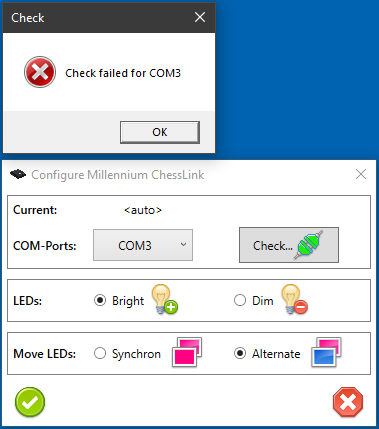 Check
Check failed for COM3
OK
Configure Millennium ChessLink
Current: <auto>
COM-Ports: COM3 Check...
LEDs: Bright Dim
Move LEDs: Synchron Alternate